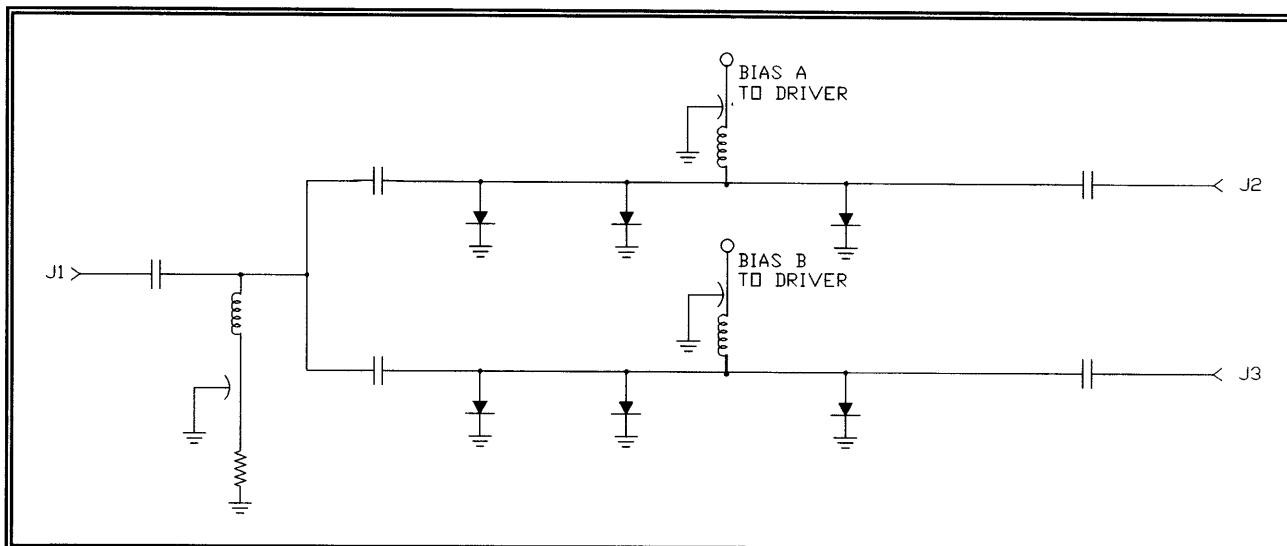 BIAS A
TO DRIVER
J2
J1
BIAS B
TO DRIVER
J3